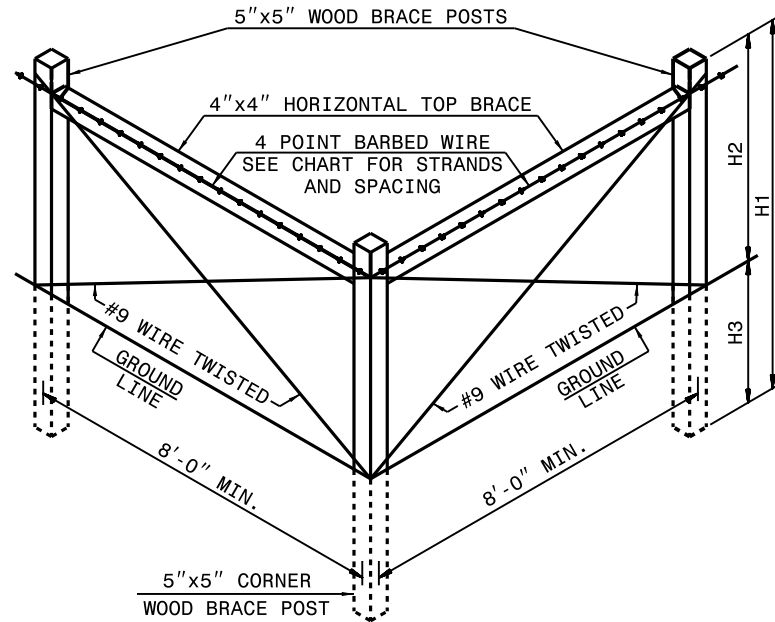 5"x5" WOOD BRACE POSTS
4"x4" HORIZONTAL TOP BRACE
4 POINT BARBED WIRE
SEE CHART FOR STRANDS
AND SPACING
H2
H1
H3
#9 WIRE TWISTED
GROUND
LINE
#9 WIRE TWISTED
GROUND
LINE
8'-0" MIN.
8'-0" MIN.
5"x5" CORNER
WOOD BRACE POST